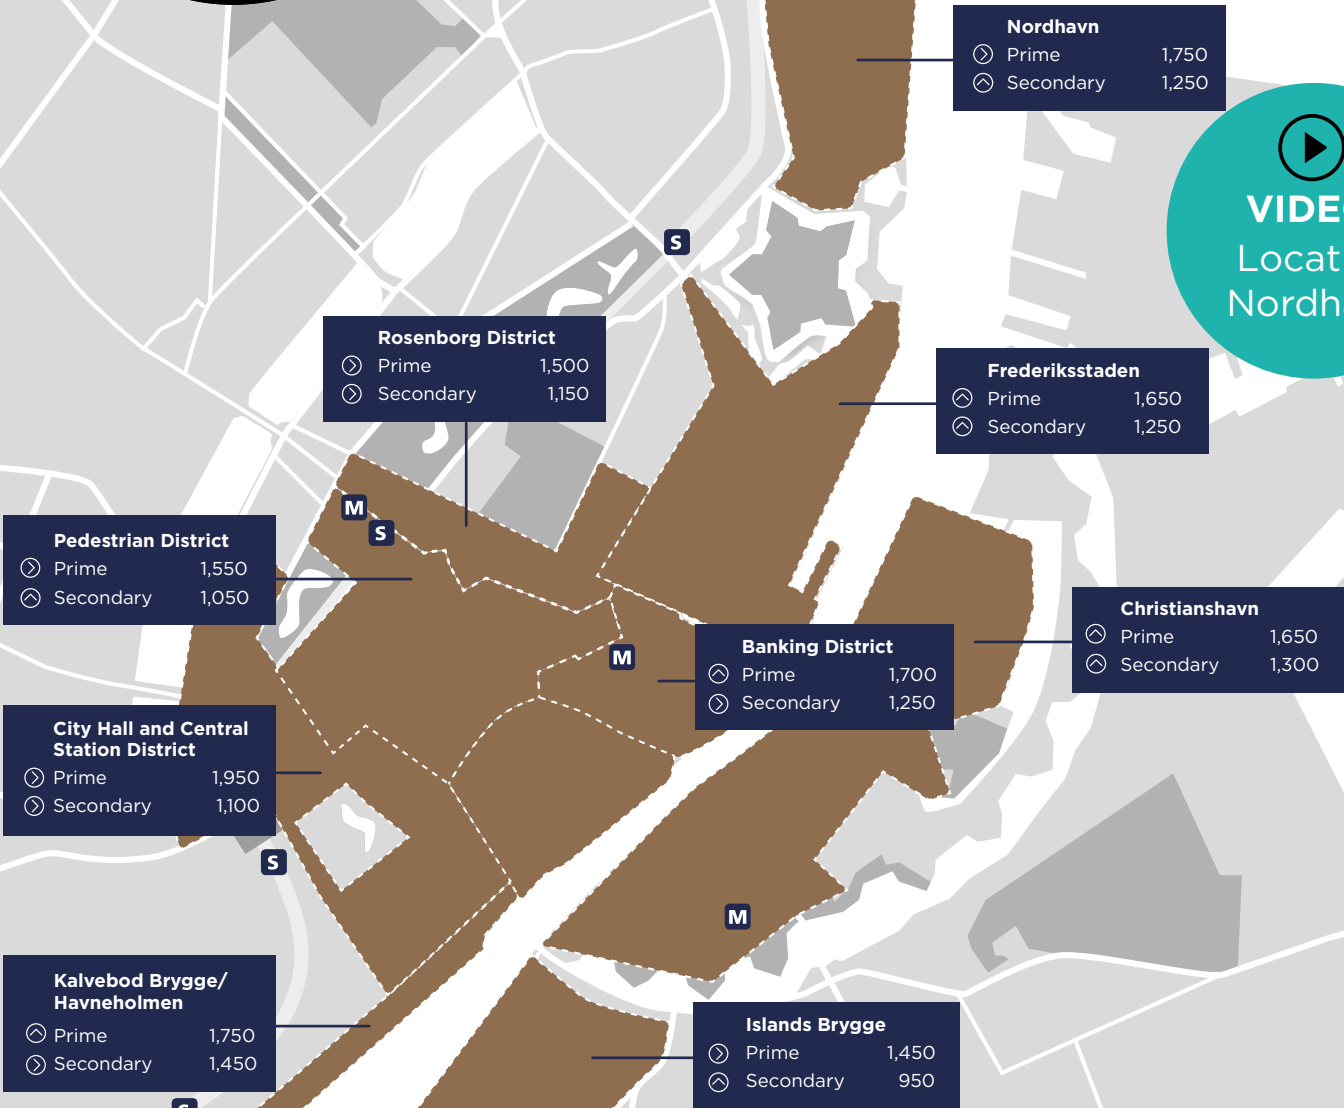 Nordhavn
Prime 1,750
Secondary 1,250
Locat
Nordh
S
Rosenborg District
Prime 1,500
Secondary 1,150
Frederiksstaden
Prime 1,650
Secondary 1,250
M
S
Pedestrian District
Prime 1,550
Secondary 1,050
Christianshavn
Prime 1,650
Secondary 1,300
Banking District
Prime 1,700
Secondary 1,250
M
City Hall and Central
Station District
Prime 1,950
Secondary 1,100
S
M
Kalvebod Brygge/
Havneholmen
Prime 1,750
Secondary 1,450
Islands Brygge
Prime 1,450
Secondary 950